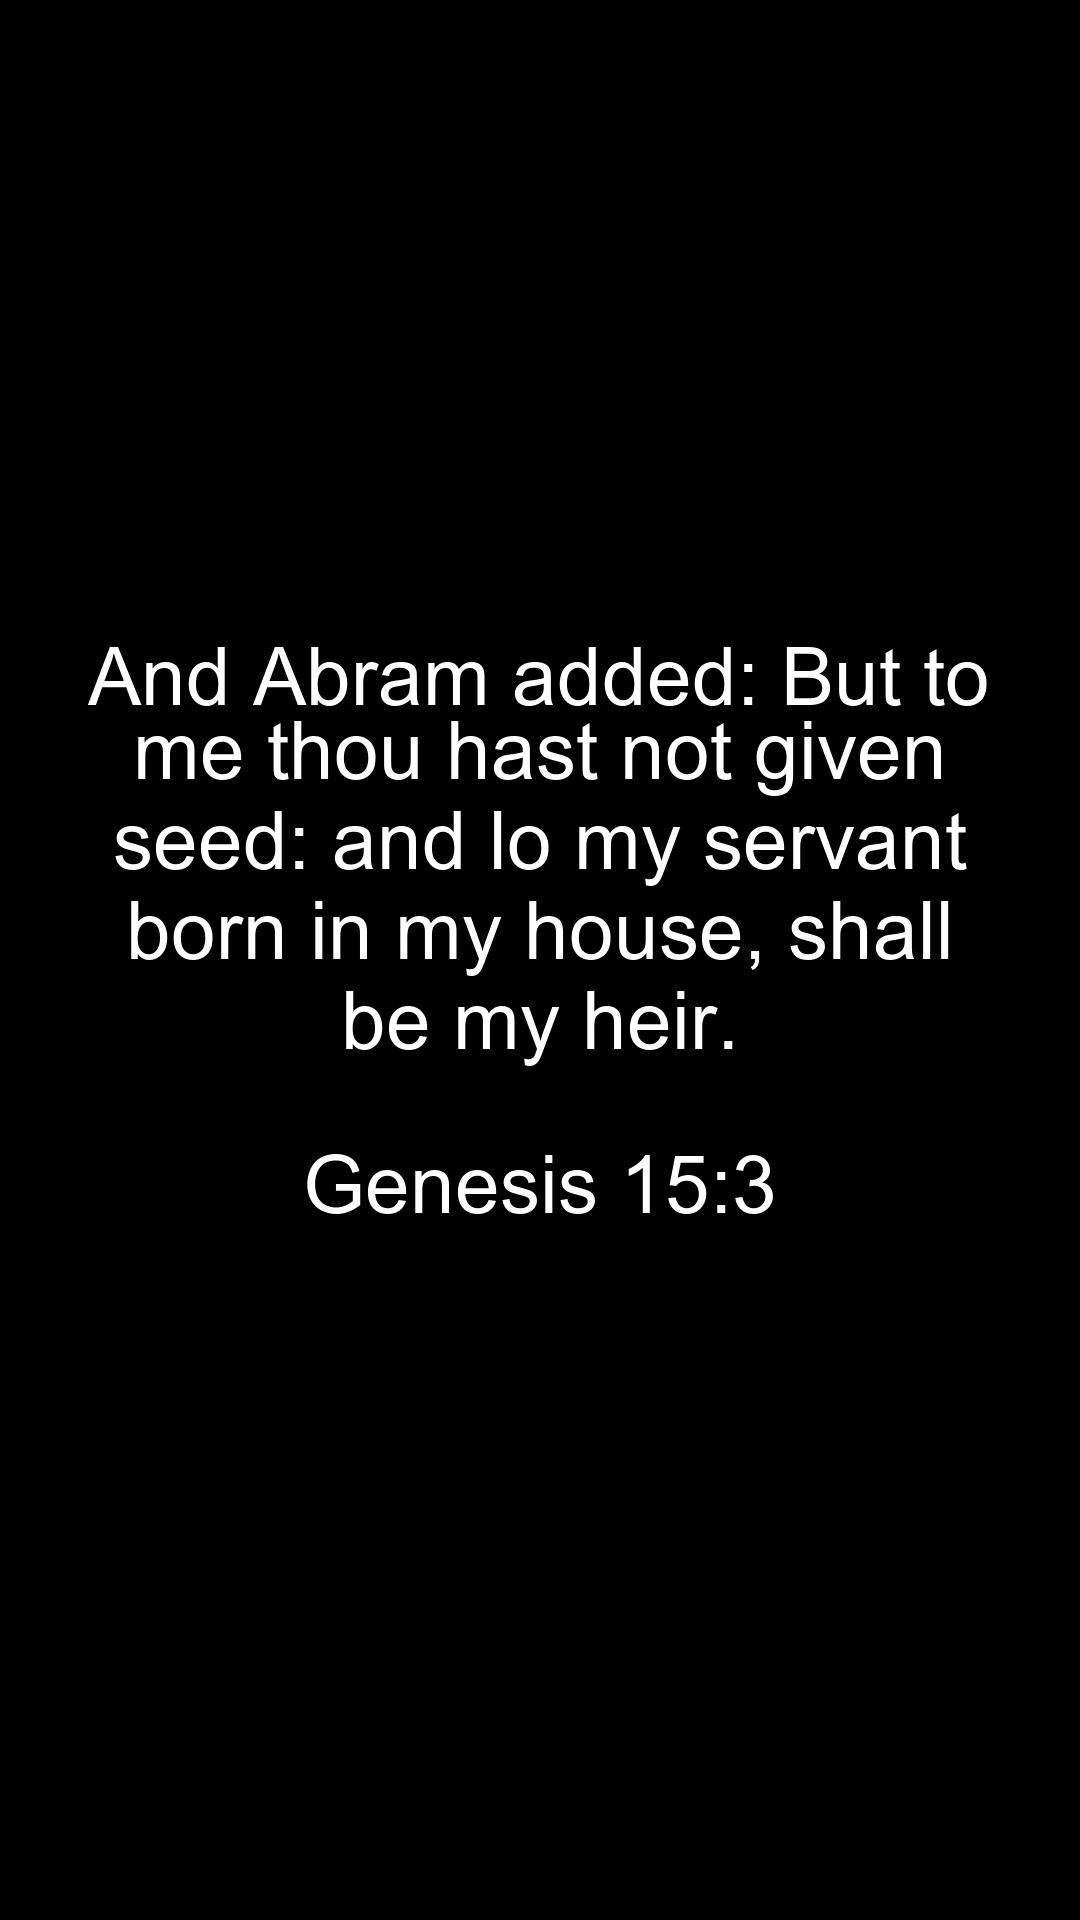 And Abram added: But to
me thou hast not given
seed: and lo my servant
born in my house, shall
be my heir.
Genesis 15:3